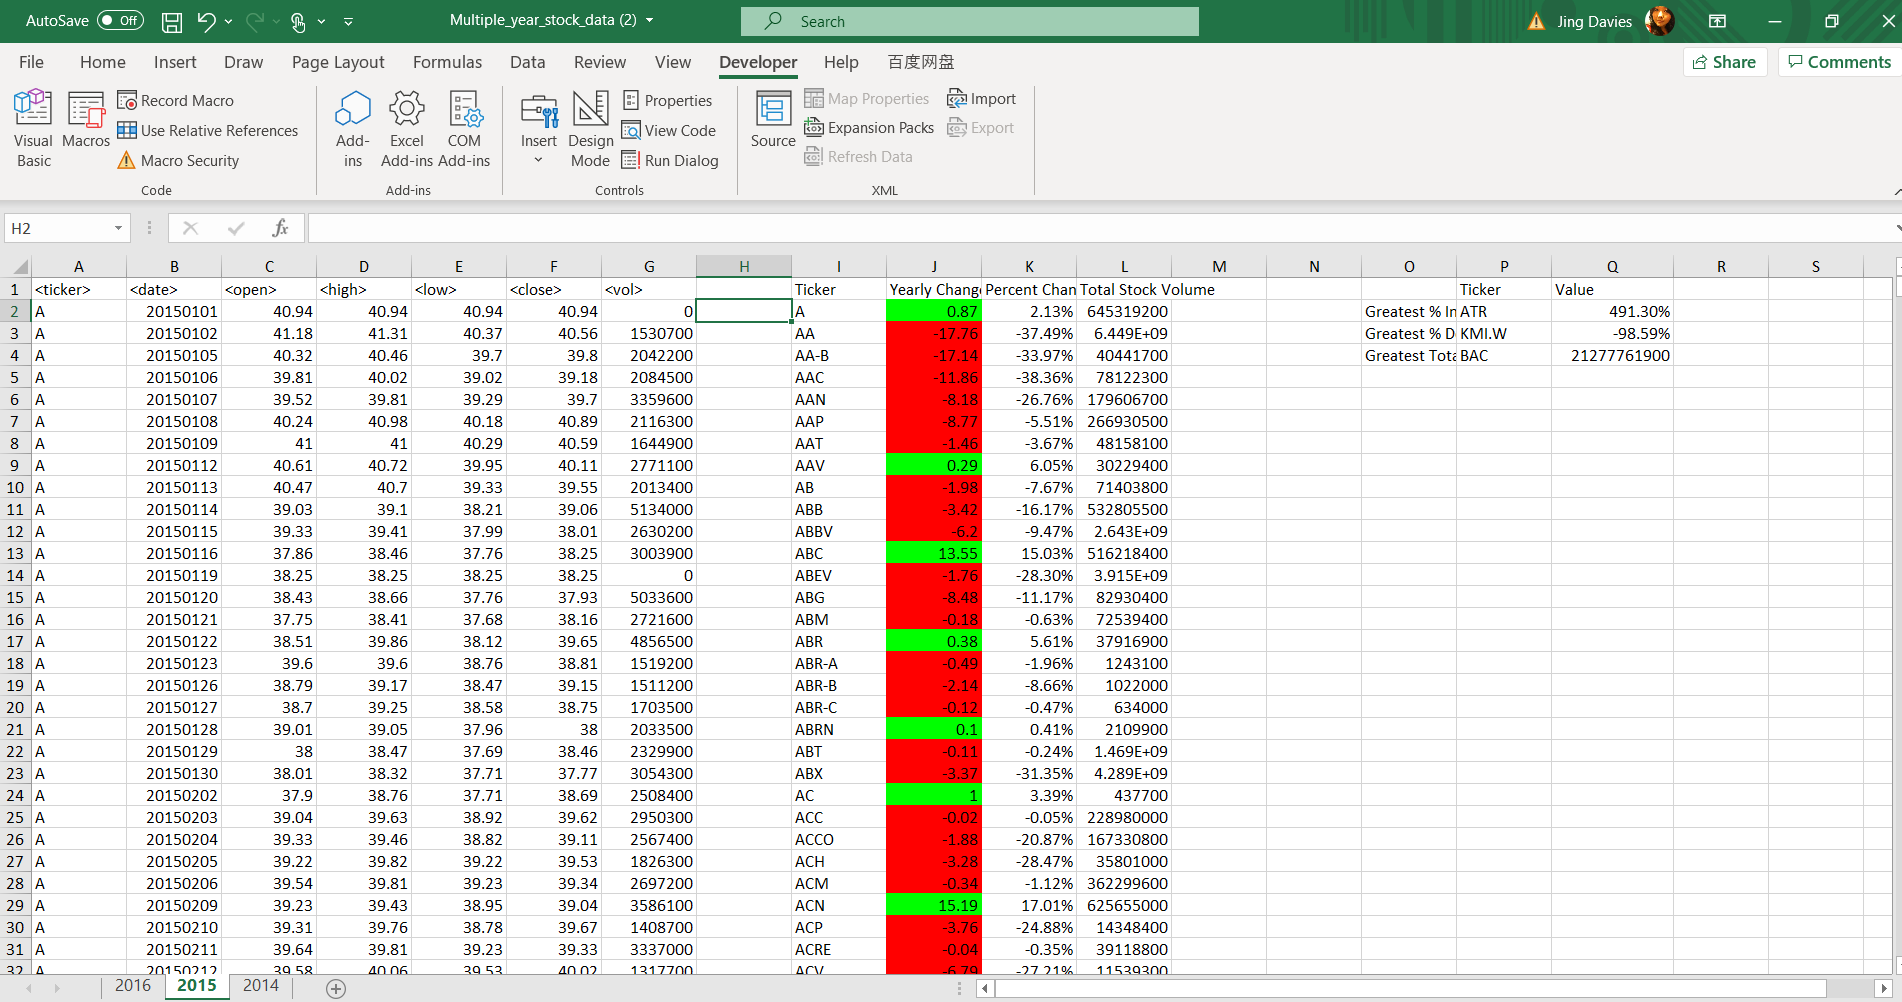 AutoSave Off Multiple_year_stock_data (2) Search Jing Davies
File Home Insert Draw Page Layout Formulas Data Review View Developer Help 百度网盘 Share Comments
Visual Basic Macros Record Macro Use Relative References Macro Security Add-ins Excel Add-ins COM Add-ins Insert Design Mode Properties View Code Run Dialog Source Map Properties Expansion Packs Refresh Data Import Export
Code Add-ins Controls XML
H2 fx
A B C D E F G H I J K L M N O P Q R S
1 <ticker> <date> <open> <high> <low> <close> <vol> Ticker Yearly Chang Percent Chan Total Stock Volume Ticker Value
2 A 20150101 40.94 40.94 40.94 40.94 0 A 0.87 2.13% 645319200 Greatest % In ATR 491.30%
3 A 20150102 41.18 41.31 40.37 40.56 1530700 AA -17.76 -37.49% 6.449E+09 Greatest % D KMI.W -98.59%
4 A 20150105 40.32 40.46 39.7 39.8 2042200 AA-B -17.14 -33.97% 40441700 Greatest Tota BAC 21277761900
5 A 20150106 39.81 40.02 39.02 39.18 2084500 AAC -11.86 -38.36% 78122300
6 A 20150107 39.52 39.81 39.29 39.7 3359600 AAN -8.18 -26.76% 179606700
7 A 20150108 40.24 40.98 40.18 40.89 2116300 AAP -8.77 -5.51% 266930500
8 A 20150109 41 41 40.29 40.59 1644900 AAT -1.46 -3.67% 48158100
9 A 20150112 40.61 40.72 39.95 40.11 2771100 AAV 0.29 6.05% 30229400
10 A 20150113 40.47 40.7 39.33 39.55 2013400 AB -1.98 -7.67% 71403800
11 A 20150114 39.03 39.1 38.21 39.06 5134000 ABB -3.42 -16.17% 532805500
12 A 20150115 39.33 39.41 37.99 38.01 2630200 ABBV -6.2 -9.47% 2.643E+09
13 A 20150116 37.86 38.46 37.76 38.25 3003900 ABC 13.55 15.03% 516218400
14 A 20150119 38.25 38.25 38.25 38.25 0 ABEV -1.76 -28.30% 3.915E+09
15 A 20150120 38.43 38.66 37.76 37.93 5033600 ABG -8.48 -11.17% 82930400
16 A 20150121 37.75 38.41 37.68 38.16 2721600 ABM -0.18 -0.63% 72539400
17 A 20150122 38.51 39.86 38.12 39.65 4856500 ABR 0.38 5.61% 37916900
18 A 20150123 39.6 39.6 38.76 38.81 1519200 ABR-A -0.49 -1.96% 1243100
19 A 20150126 38.79 39.17 38.47 39.15 1511200 ABR-B -2.14 -8.66% 1022000
20 A 20150127 38.7 39.25 38.58 38.75 1703500 ABR-C -0.12 -0.47% 634000
21 A 20150128 39.01 39.05 37.96 38 2033500 ABRN 0.1 0.41% 2109900
22 A 20150129 38 38.47 37.69 38.46 2329900 ABT -0.11 -0.24% 1.469E+09
23 A 20150130 38.01 38.32 37.71 37.77 3054300 ABX -3.37 -31.35% 4.289E+09
24 A 20150202 37.9 38.76 37.71 38.69 2508400 AC 1 3.39% 437700
25 A 20150203 39.04 39.63 38.92 39.62 2950300 ACC -0.02 -0.05% 228980000
26 A 20150204 39.33 39.46 38.82 39.11 2567400 ACCO -1.88 -20.87% 167330800
27 A 20150205 39.22 39.82 39.22 39.53 1826300 ACH -3.28 -28.47% 35801000
28 A 20150206 39.54 39.81 39.23 39.34 2697200 ACM -0.34 -1.12% 362299600
29 A 20150209 39.23 39.43 38.95 39.04 3586100 ACN 15.19 17.01% 625655000
30 A 20150210 39.31 39.76 38.78 39.67 1408700 ACP -3.76 -24.88% 14348400
31 A 20150211 39.64 39.81 39.23 39.33 3337000 ACRE -0.04 -0.35% 39118800
32 A 20150212 39.58 40.06 39.53 40.02 1317700 ACV -6.79 -27.21% 11539300
2016 2015 2014